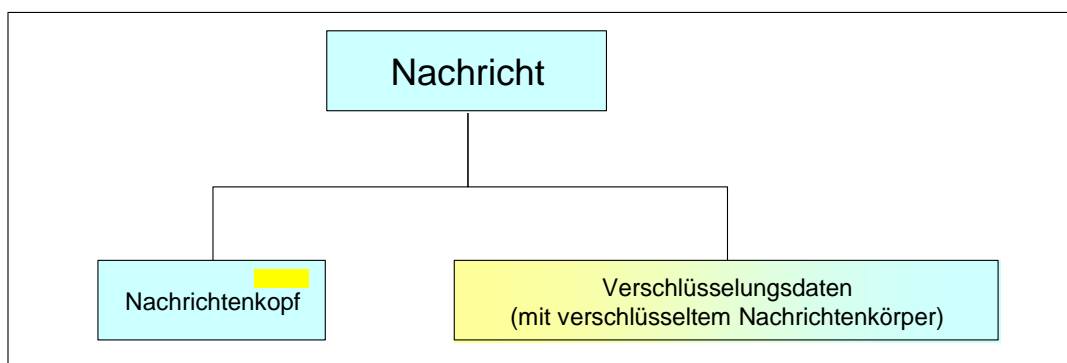 Nachricht
Nachrichtenkopf
Verschlüsselungsdaten
(mit verschlüsseltem Nachrichtenkörper)